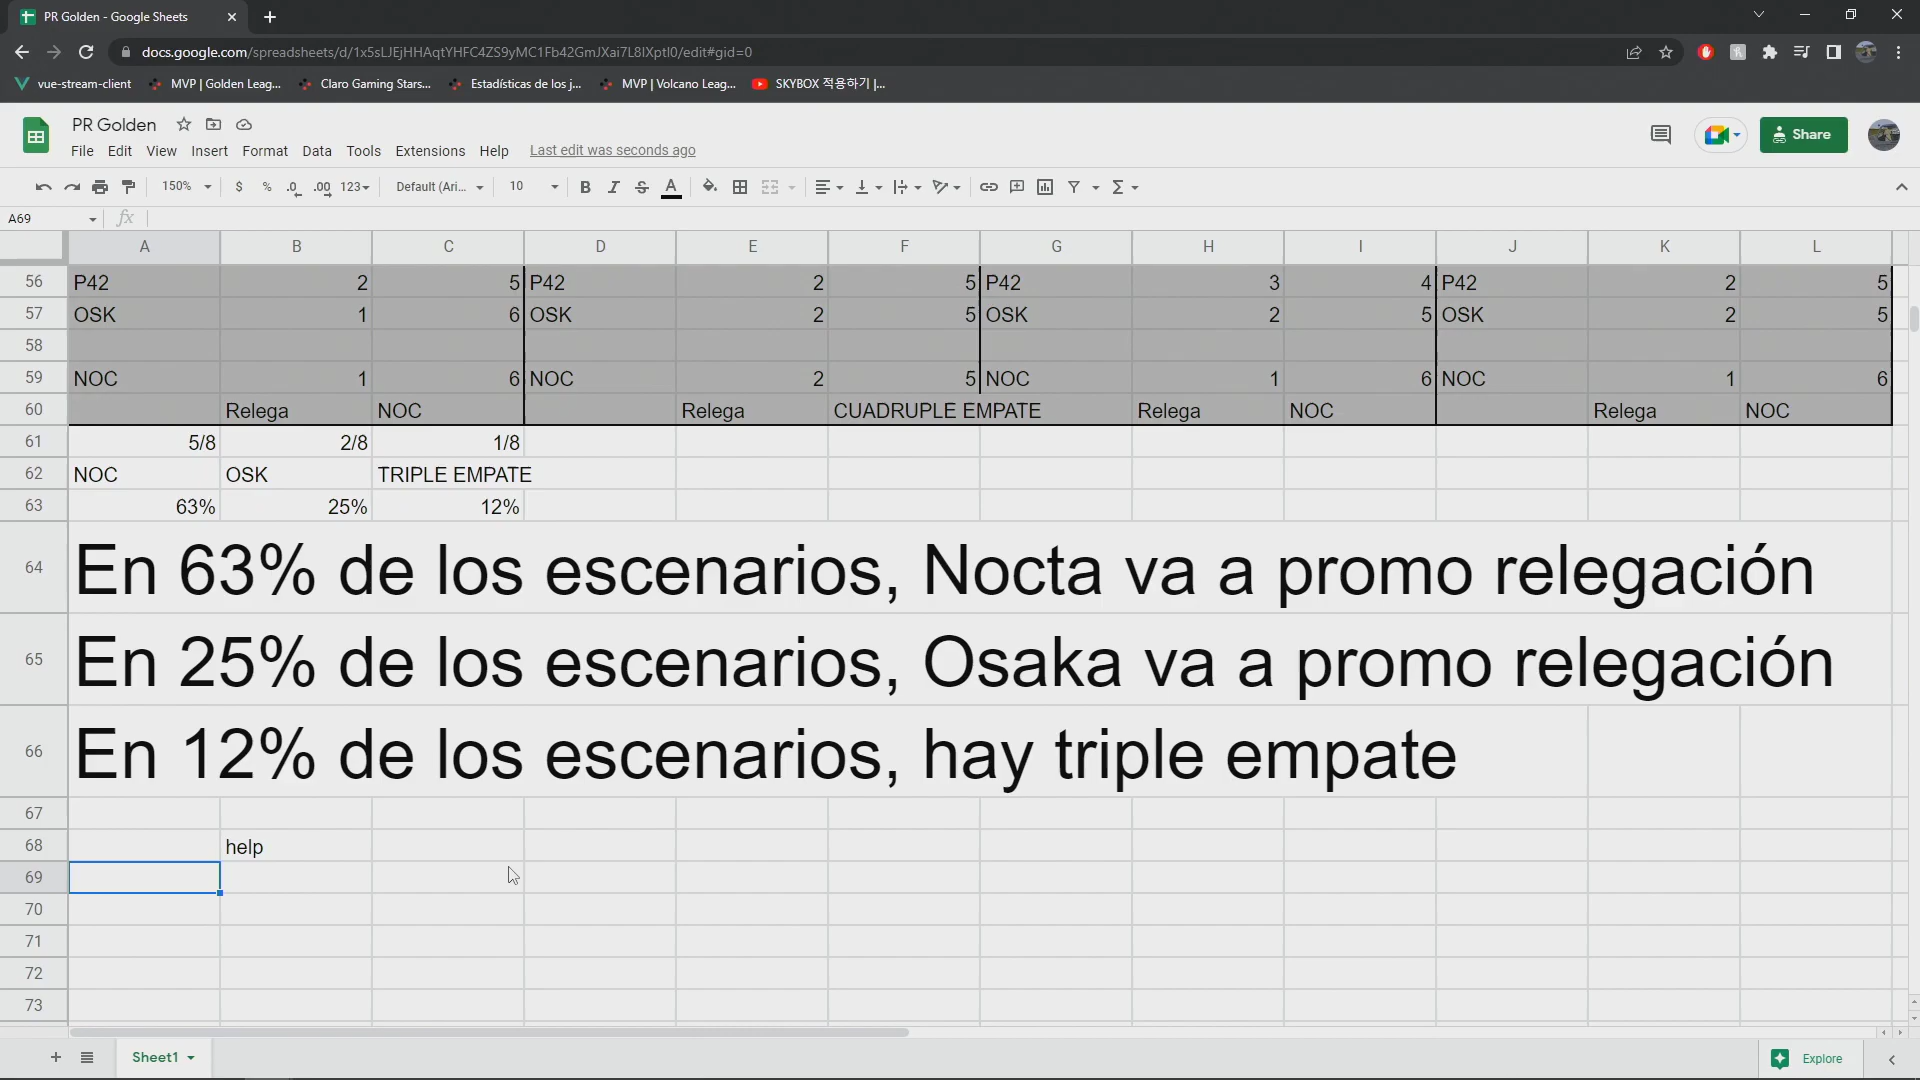 PR Golden - Google Sheets
docs.google.com/spreadsheets/d/1x5sLJEjHHAqtYHFC4ZS9yMC1Fb42GmJXai7L8IXptI0/edit#gid=0
vue-stream-client MVP | Golden Leag... Claro Gaming Stars... Estadísticas de los j... MVP | Volcano Leag... SKYBOX 적용하기 |...
PR Golden
Share
File Edit View Insert Format Data Tools Extensions Help Last edit was seconds ago
150% $ % .0 .00 123 Default (Ari... 10 B I S A
A69 fx
A B C D E F G H I J K L
56 P42 2 5 P42 2 5 P42 3 4 P42 2 5
57 OSK 1 6 OSK 2 5 OSK 2 5 OSK 2 5
58
59 NOC 1 6 NOC 2 5 NOC 1 6 NOC 1 6
60 Relega NOC Relega CUADRUPLE EMPATE Relega NOC Relega NOC
61 5/8 2/8 1/8
62 NOC OSK TRIPLE EMPATE
63 63% 25% 12%
64 En 63% de los escenarios, Nocta va a promo relegación
65 En 25% de los escenarios, Osaka va a promo relegación
66 En 12% de los escenarios, hay triple empate
67
68 help
69
70
71
72
73
Sheet1 Explore